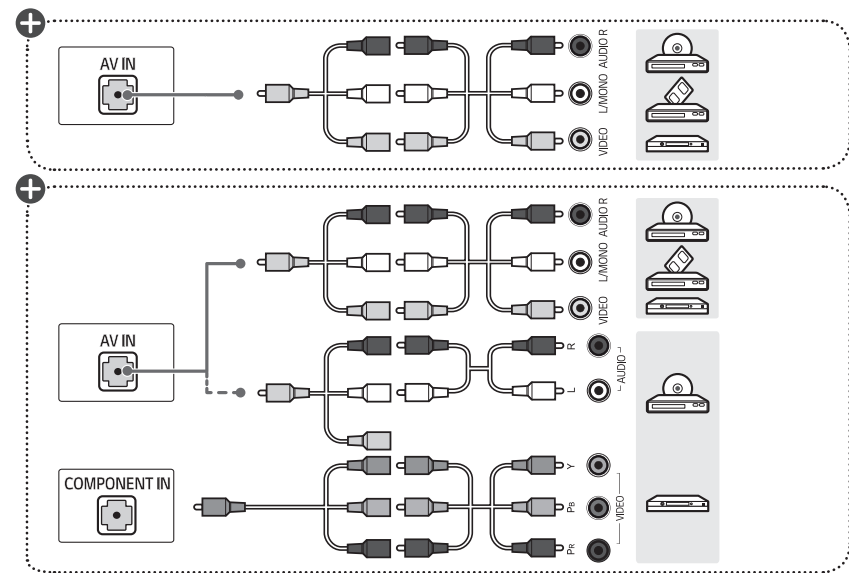 AV IN
AUDIO R
L/MONO
VIDEO
AV IN
AUDIO R
L/MONO
VIDEO
R
L
AUDIO
COMPONENT IN
Y
PB
PR
VIDEO